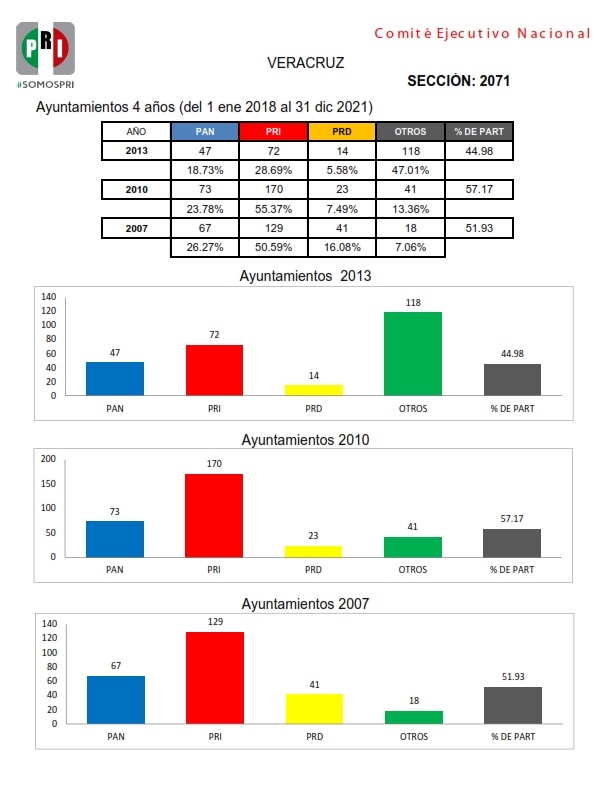 Comité Ejecutivo Nacional
PRI
#SOMOSPRI
VERACRUZ
SECCIÓN: 2071
Ayuntamientos 4 años (del 1 ene 2018 al 31 dic 2021)
AÑO PAN PRI PRD OTROS % DE PART
2013 47 72 14 118 44.98
18.73% 28.69% 5.58% 47.01%
2010 73 170 23 41 57.17
23.78% 55.37% 7.49% 13.36%
2007 67 129 41 18 51.93
26.27% 50.59% 16.08% 7.06%
Ayuntamientos 2013
140
120
100
80
60
40
20
0
47 72 14 118 44.98
PAN PRI PRD OTROS % DE PART
Ayuntamientos 2010
200
150
100
50
0
73 170 23 41 57.17
PAN PRI PRD OTROS % DE PART
Ayuntamientos 2007
140
120
100
80
60
40
20
0
67 129 41 18 51.93
PAN PRI PRD OTROS % DE PART